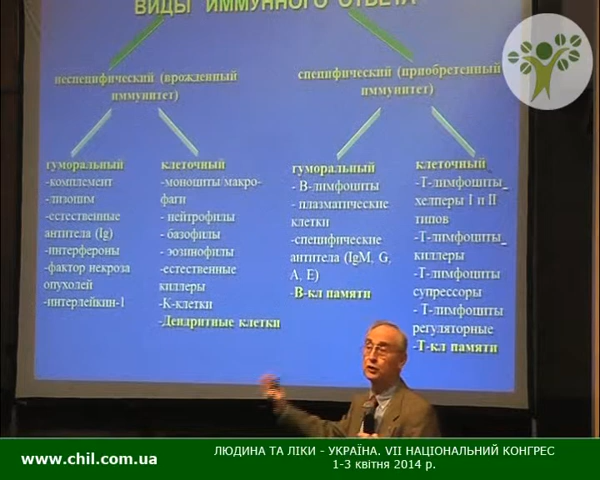 ВИДЫ ИММУННОГО ОТВЕТА
неспецифический (врожденный
иммунитет)
специфический (приобретенный
иммунитет)
гуморальный
-комплемент
-лизоцим
-естественные
антитела (Ig)
-интерфероны
-фактор некроза
опухолей
-интерлейкин-1
клеточный
-моноциты/макро-
фаги
- нейтрофилы
- базофилы
- эозинофилы
-естественные
киллеры
- К-клетки
-Дендритные клетки
гуморальный
- В-лимфоциты
- плазматические
клетки
-специфические
антитела (IgM, G,
A, E)
-В-кл памяти
клеточный
-Т-лимфоциты_
хелперы I и II
типов
-Т-лимфоциты_
киллеры
-Т-лимфоциты
супрессоры
- Т-лимфоциты
регуляторные
-Т-кл памяти
www.chil.com.ua
ЛЮДИНА ТА ЛІКИ - УКРАЇНА. VII НАЦІОНАЛЬНИЙ КОНГРЕС
1-3 квітня 2014 р.